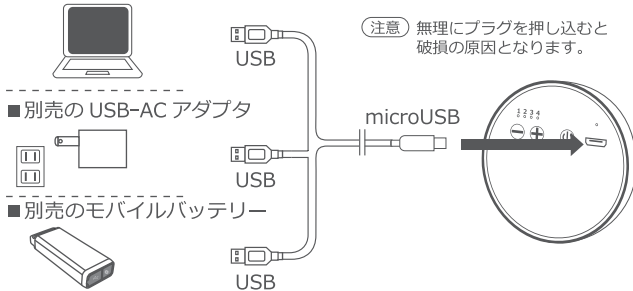 注意 無理にプラグを押し込むと
破損の原因となります。
USB
■別売の USB-AC アダプタ
microUSB
1 2 3 4
USB
■別売のモバイルバッテリー
USB